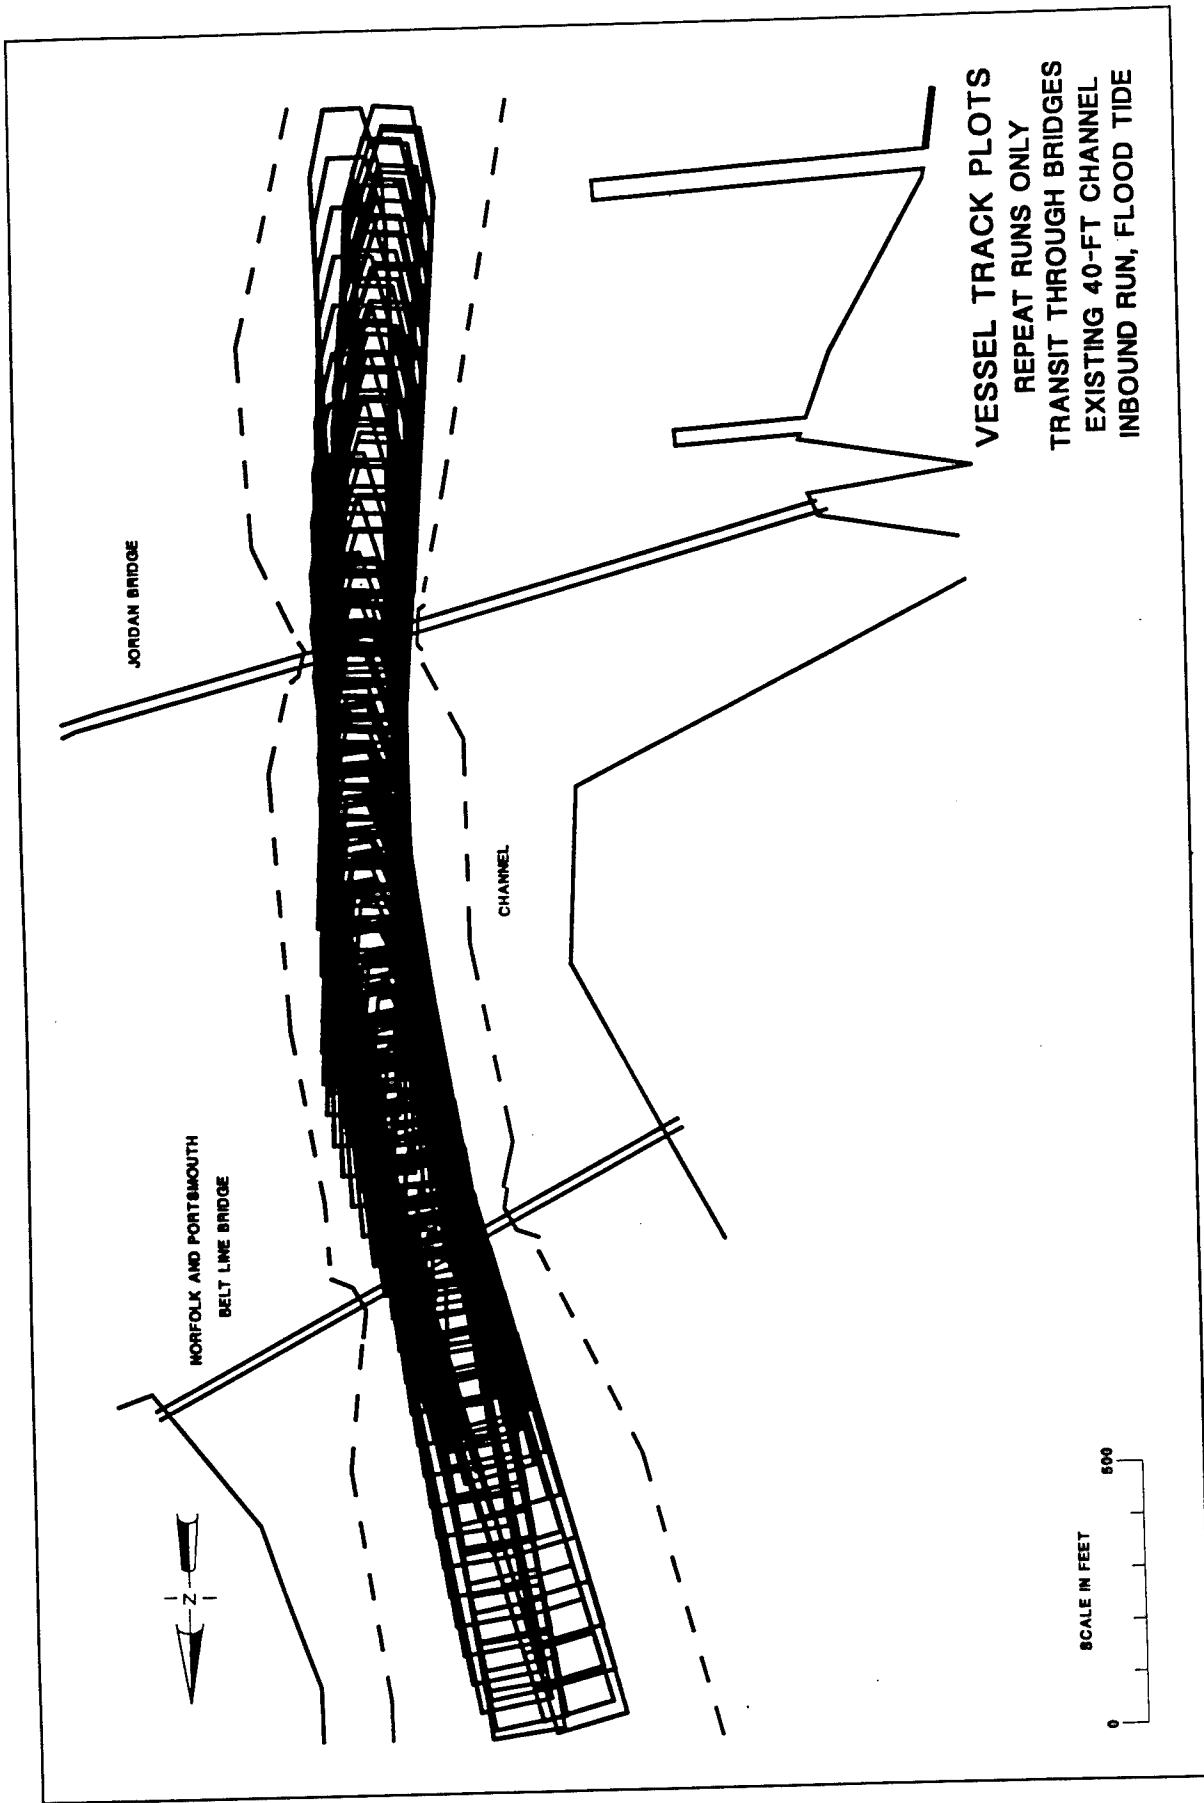 VESSEL TRACK PLOTS
REPEAT RUNS ONLY
TRANSIT THROUGH BRIDGES
EXISTING 40-FT CHANNEL
INBOUND RUN, FLOOD TIDE
JORDAN BRIDGE
CHANNEL
NORFOLK AND PORTSMOUTH
BELT LINE BRIDGE
N
SCALE IN FEET
0
500